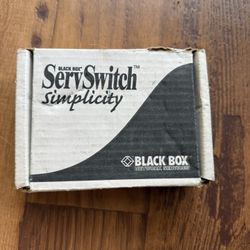 BLACK BOX®
ServSwitch™
Simplicity
BLACK BOX
NETWORK SERVICES